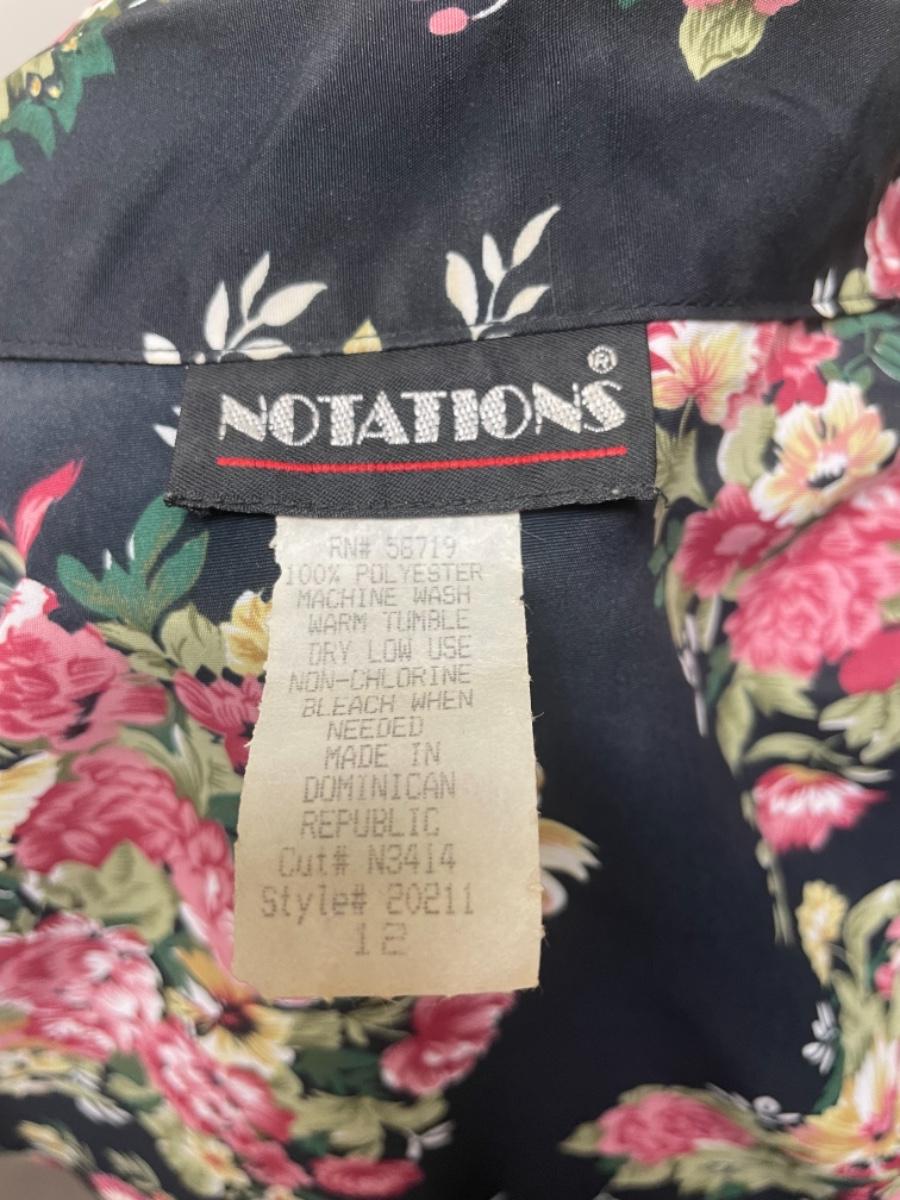 NOTATIONS®
RN# 56719
100% POLYESTER
MACHINE WASH
WARM TUMBLE
DRY LOW USE
NON-CHLORINE
BLEACH WHEN
NEEDED
MADE IN
DOMINICAN
REPUBLIC
Cut# N3414
Style# 20211
12